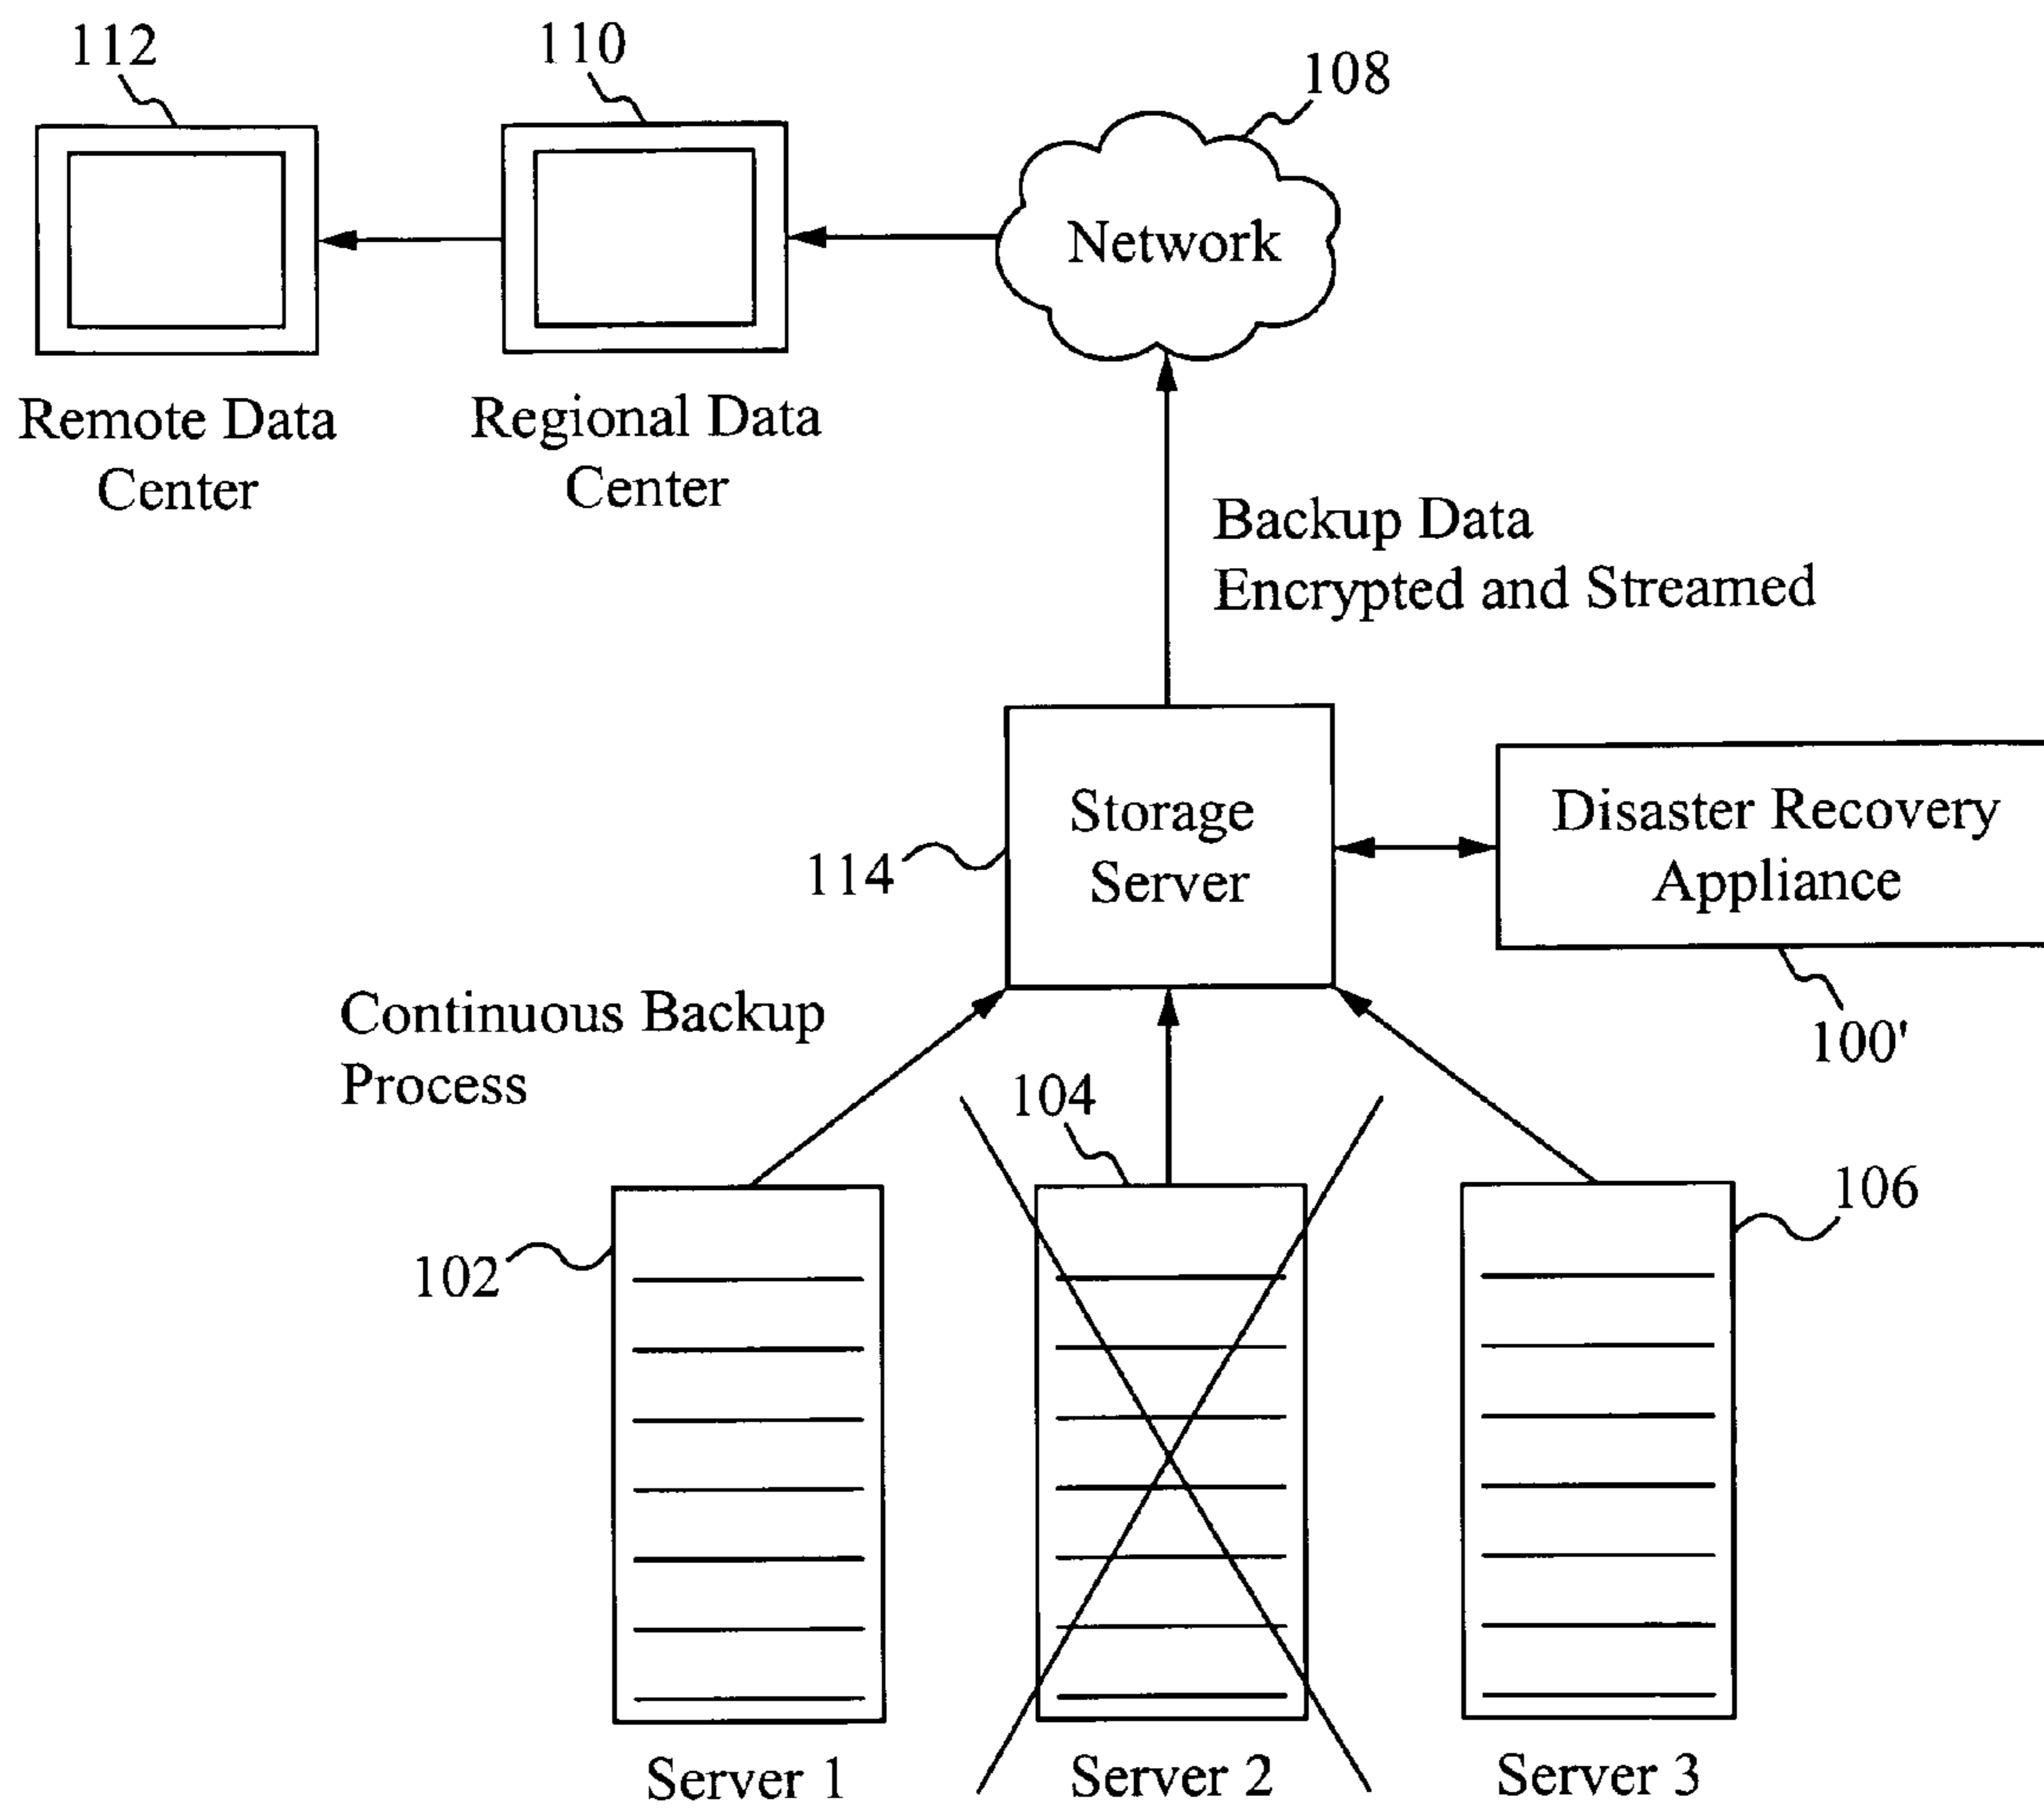 112
110
108
Network
Remote Data
Center
Regional Data
Center
Backup Data
Encrypted and Streamed
Storage
Server
114
Disaster Recovery
Appliance
100'
Continuous Backup
Process
104
102
106
Server 1
Server 2
Server 3